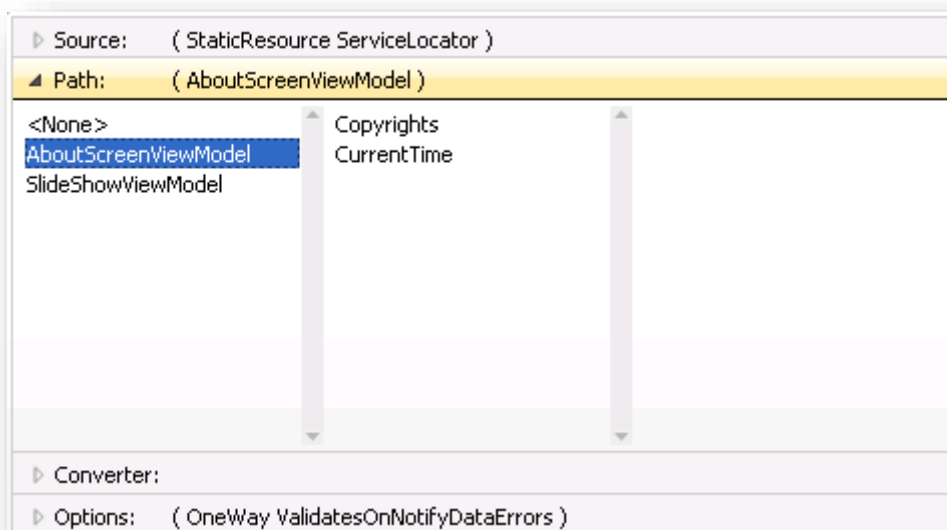 Source: ( StaticResource ServiceLocator )
Path: ( AboutScreenViewModel )
<None>
AboutScreenViewModel
SlideShowViewModel
Copyrights
CurrentTime
Converter:
Options: ( OneWay ValidatesOnNotifyDataErrors )